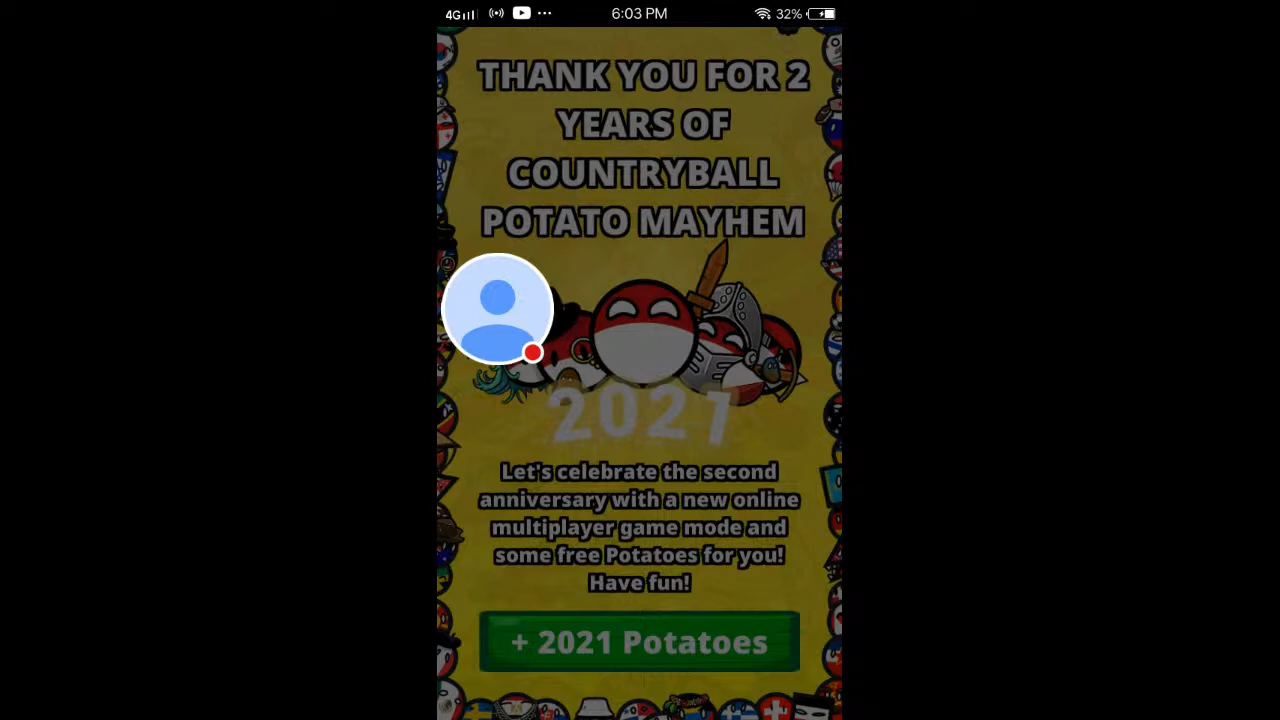 4G 6:03 PM 32%
THANK YOU FOR 2
YEARS OF
COUNTRYBALL
POTATO MAYHEM
2021
Let's celebrate the second
anniversary with a new online
multiplayer game mode and
some free Potatoes for you!
Have fun!
+ 2021 Potatoes